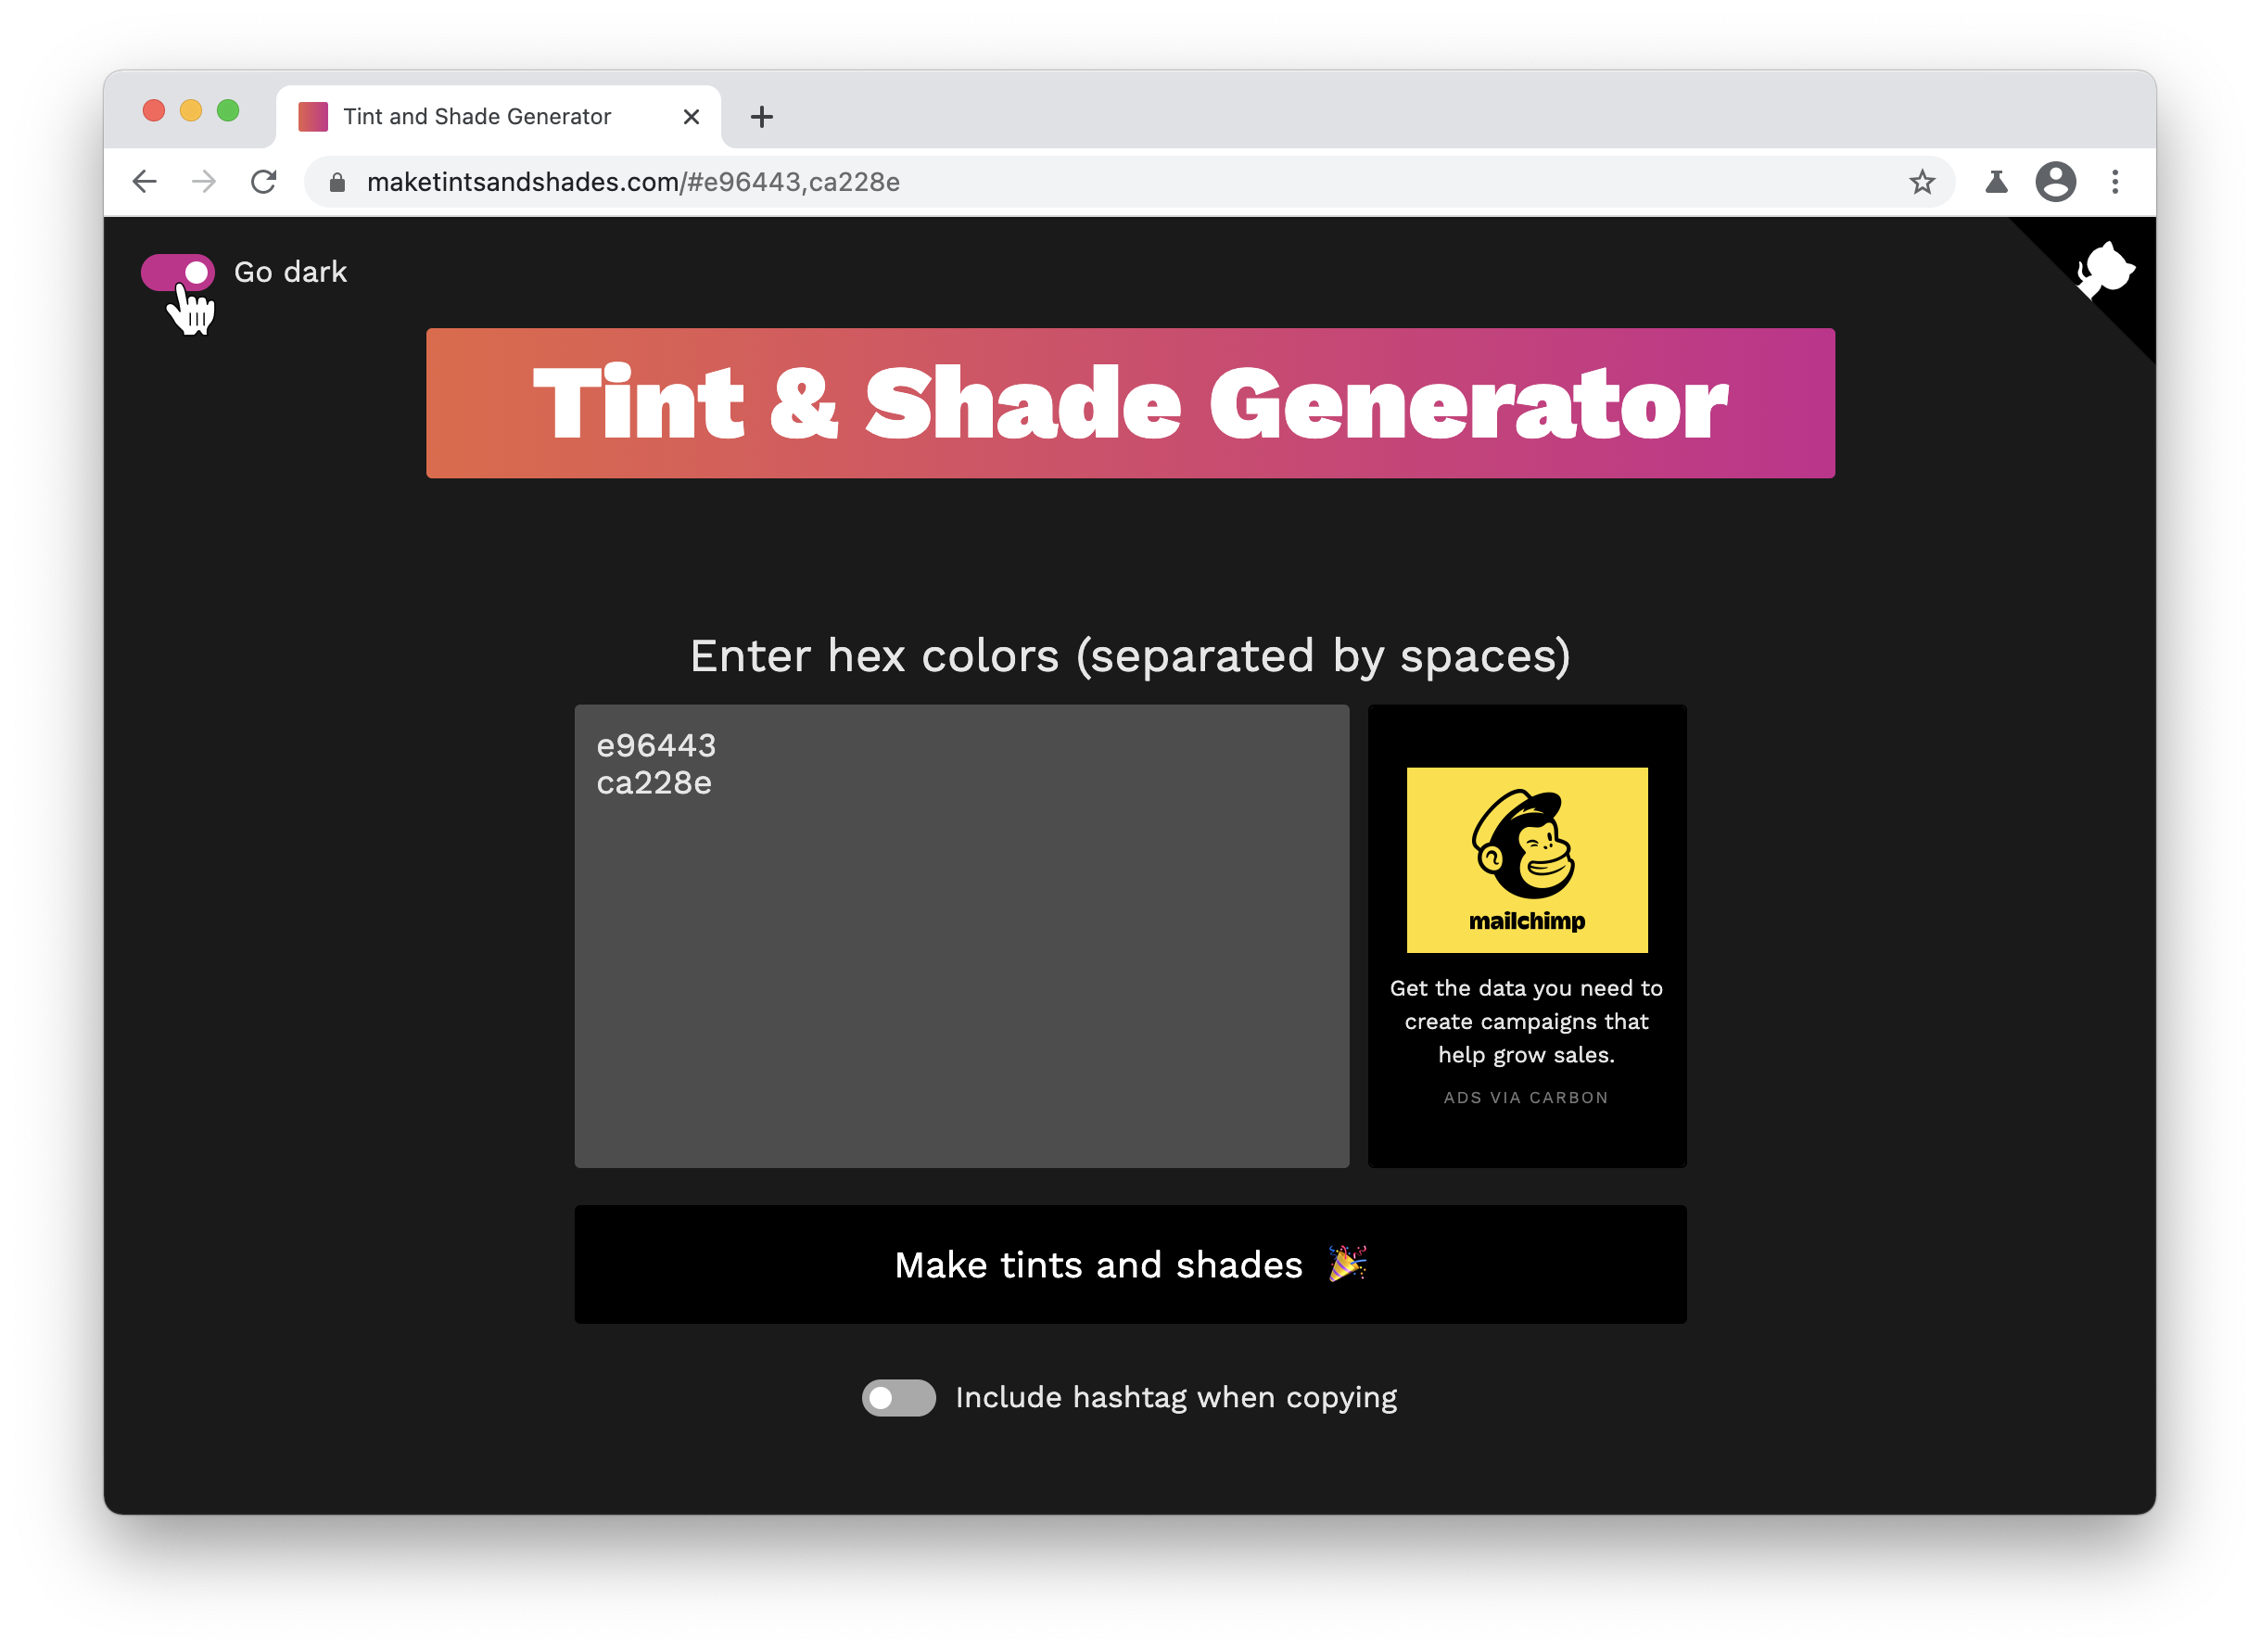 Tint and Shade Generator
maketintsandshades.com/#e96443,ca228e
Go dark
Tint & Shade Generator
Enter hex colors (separated by spaces)
e96443
ca228e
mailchimp
Get the data you need to
create campaigns that
help grow sales.
ADS VIA CARBON
Make tints and shades 🎉
Include hashtag when copying